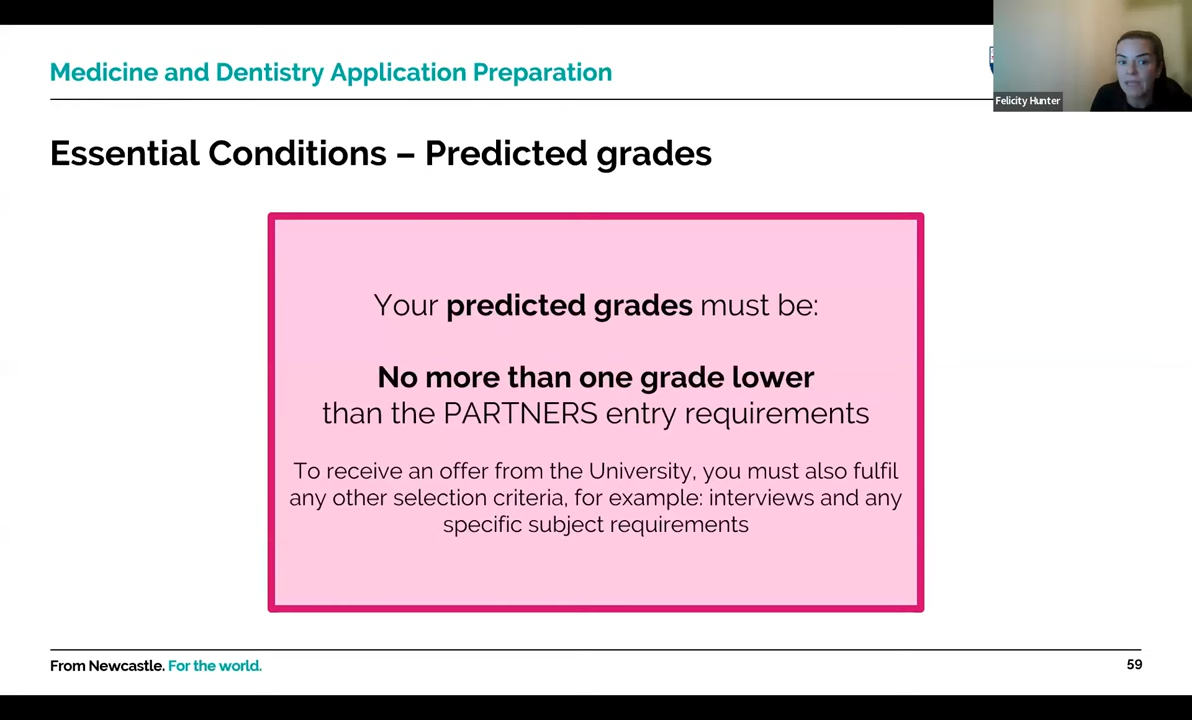 Medicine and Dentistry Application Preparation
Felicity Hunter
Essential Conditions – Predicted grades
Your predicted grades must be:
No more than one grade lower
than the PARTNERS entry requirements
To receive an offer from the University, you must also fulfil
any other selection criteria, for example: interviews and any
specific subject requirements
From Newcastle. For the world.
59